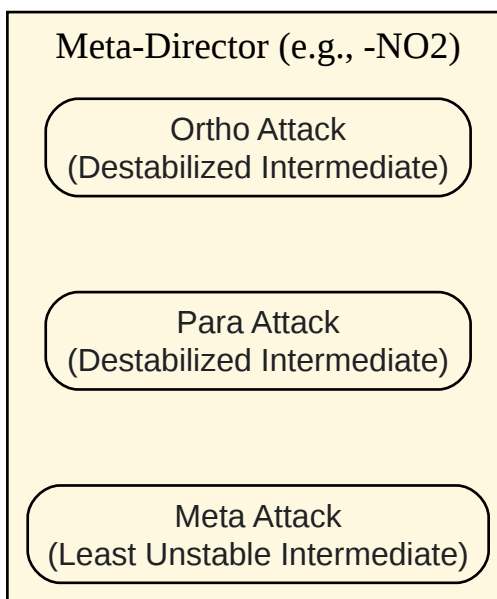 Meta-Director (e.g., -NO2)
Ortho Attack
(Destabilized Intermediate)
Para Attack
(Destabilized Intermediate)
Meta Attack
(Least Unstable Intermediate)